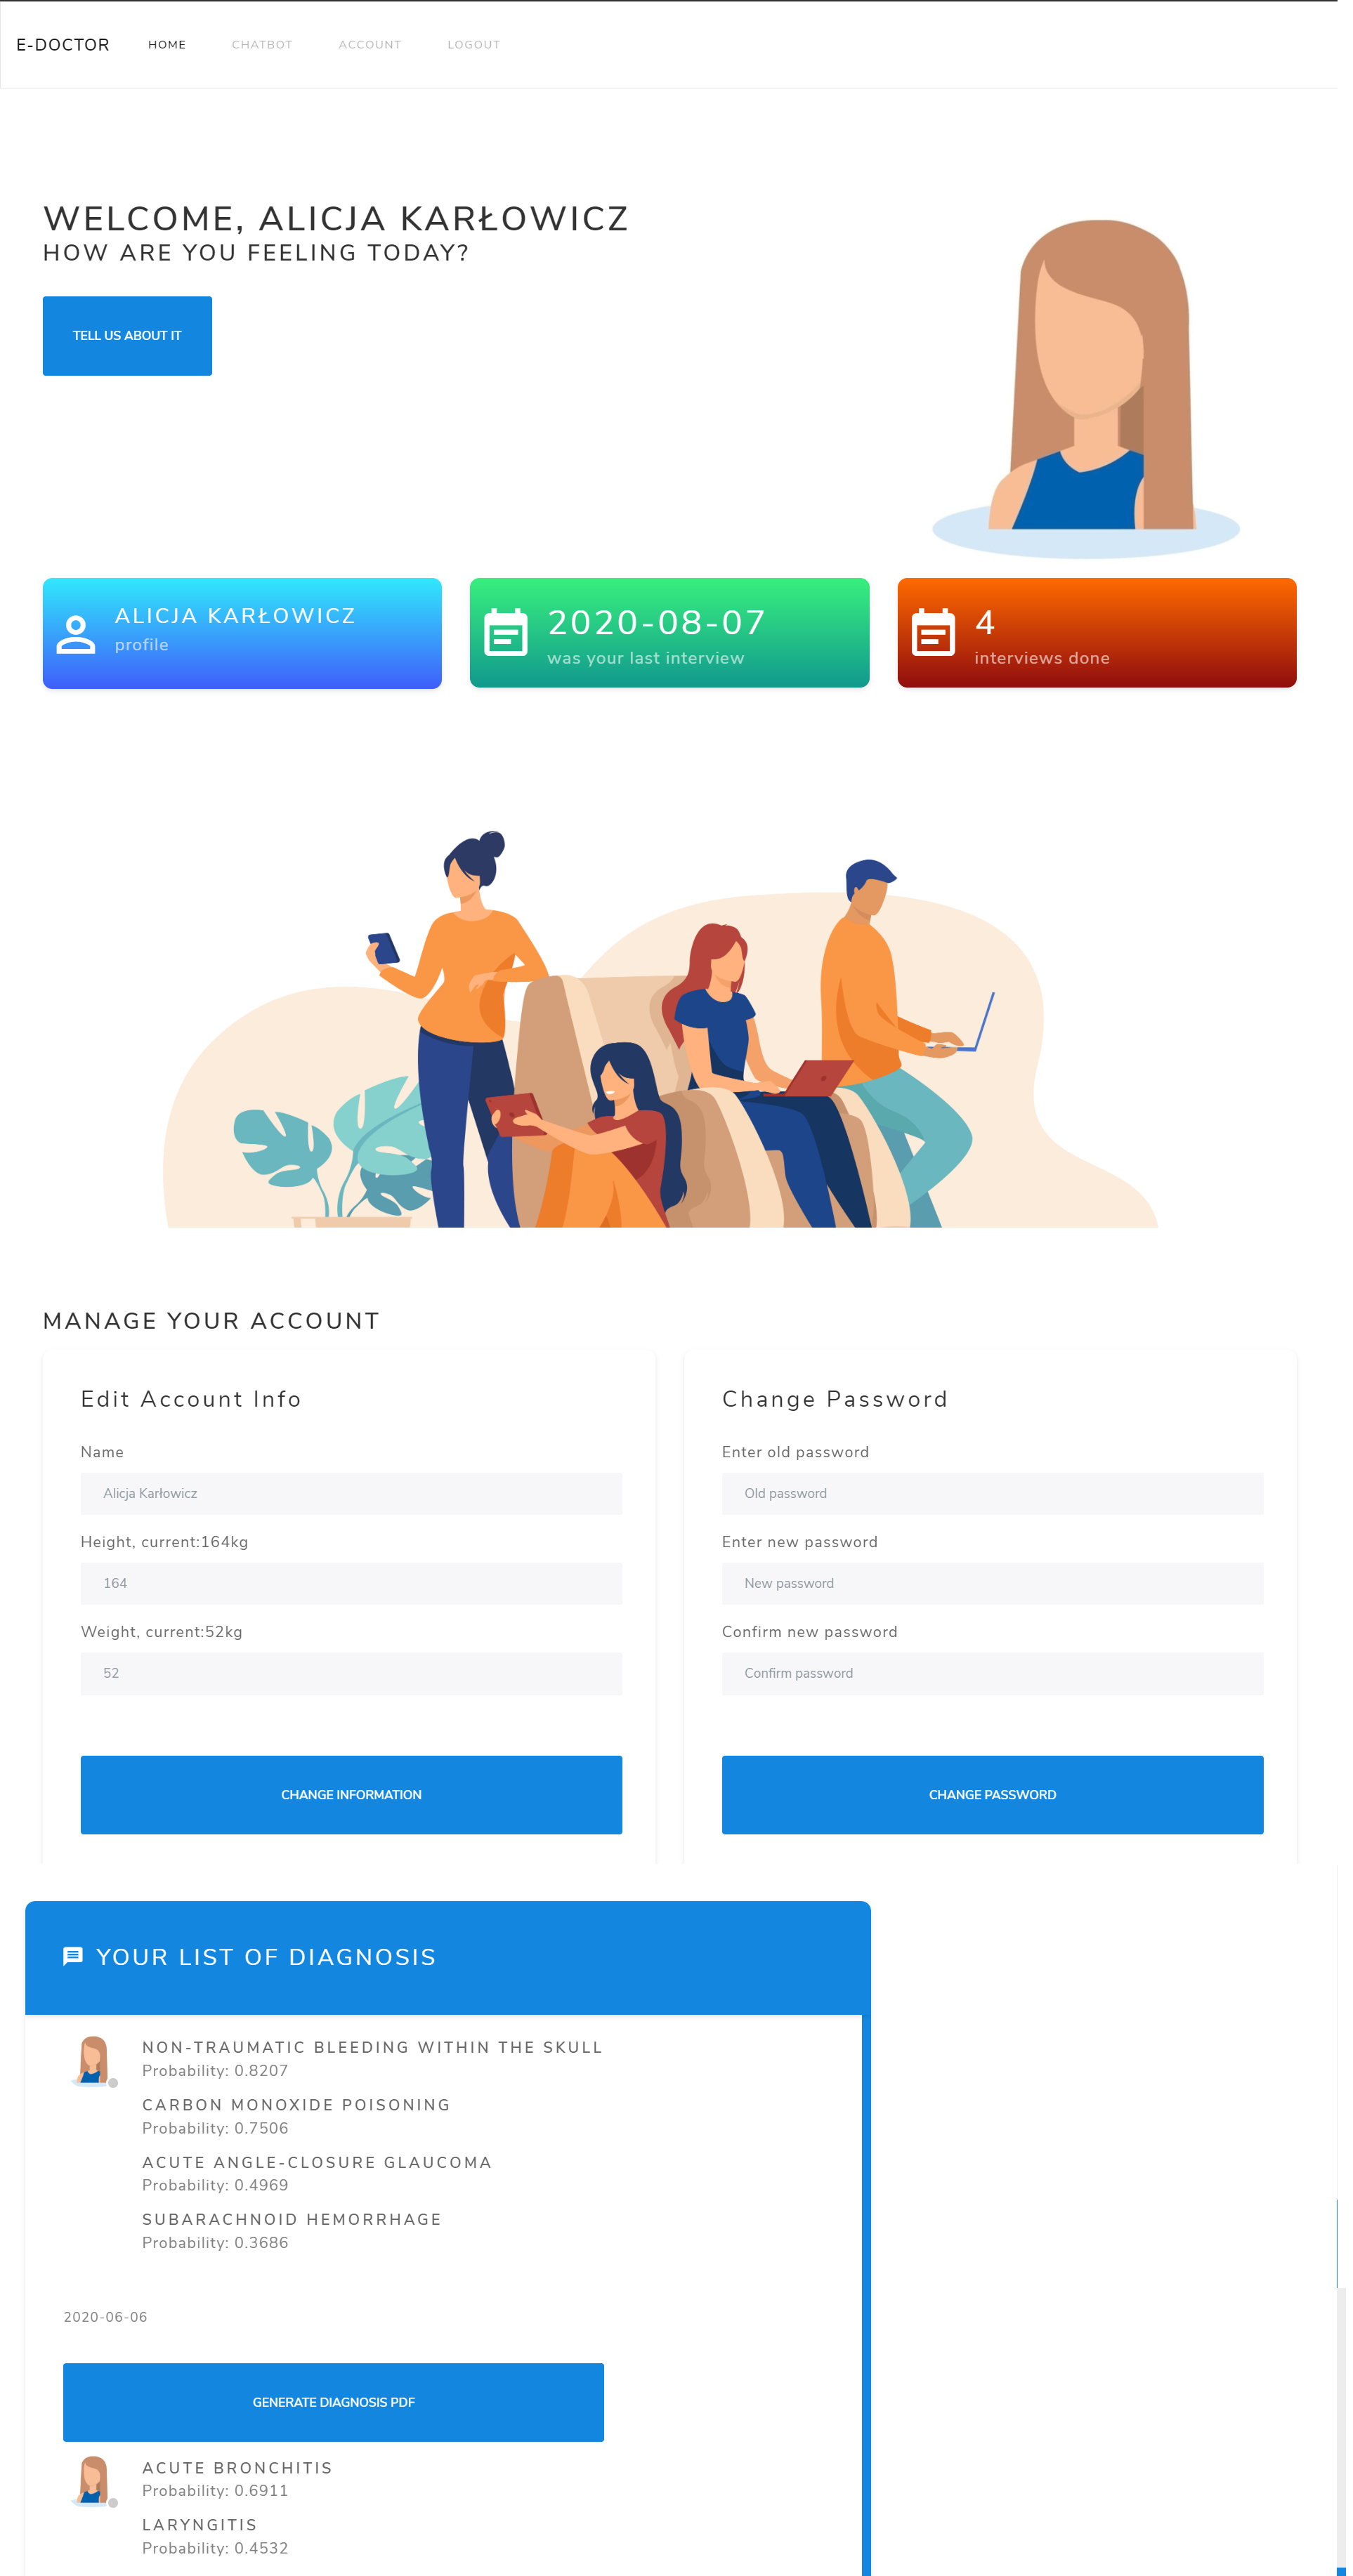 E-DOCTOR HOME CHATBOT ACCOUNT LOGOUT
WELCOME, ALICJA KARŁOWICZ
HOW ARE YOU FEELING TODAY?
TELL US ABOUT IT
ALICJA KARŁOWICZ
profile
2020-08-07
was your last interview
4
interviews done
MANAGE YOUR ACCOUNT
Edit Account Info
Name
Alicja Karłowicz
Height, current:164kg
164
Weight, current:52kg
52
CHANGE INFORMATION
Change Password
Enter old password
Old password
Enter new password
New password
Confirm new password
Confirm password
CHANGE PASSWORD
YOUR LIST OF DIAGNOSIS
NON-TRAUMATIC BLEEDING WITHIN THE SKULL
Probability: 0.8207
CARBON MONOXIDE POISONING
Probability: 0.7506
ACUTE ANGLE-CLOSURE GLAUCOMA
Probability: 0.4969
SUBARACHNOID HEMORRHAGE
Probability: 0.3686
2020-06-06
GENERATE DIAGNOSIS PDF
ACUTE BRONCHITIS
Probability: 0.6911
LARYNGITIS
Probability: 0.4532